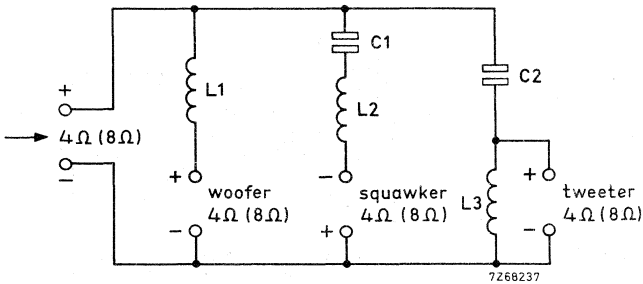 C1
C2
L1
L2
+
4Ω (8Ω)
−
+
woofer
4Ω (8Ω)
−
−
squawker
4Ω (8Ω)
+
L3
+
tweeter
4Ω (8Ω)
−
7Z68237